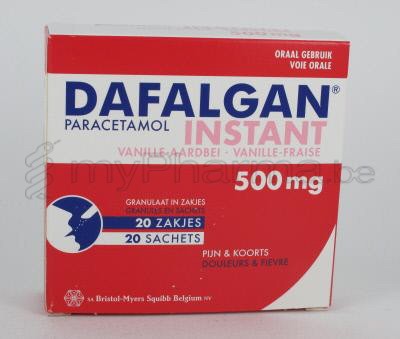 ORAAL GEBRUIK
VOIE ORALE
DAFALGAN®
PARACETAMOL INSTANT
VANILLE-AARDBEI · VANILLE-FRAISE
500 mg
myPharma.be
GRANULAAT IN ZAKJES
GRANULÉS EN SACHETS
20 ZAKJES
20 SACHETS
PIJN & KOORTS
DOULEURS & FIÈVRE
SA Bristol-Myers Squibb Belgium NV